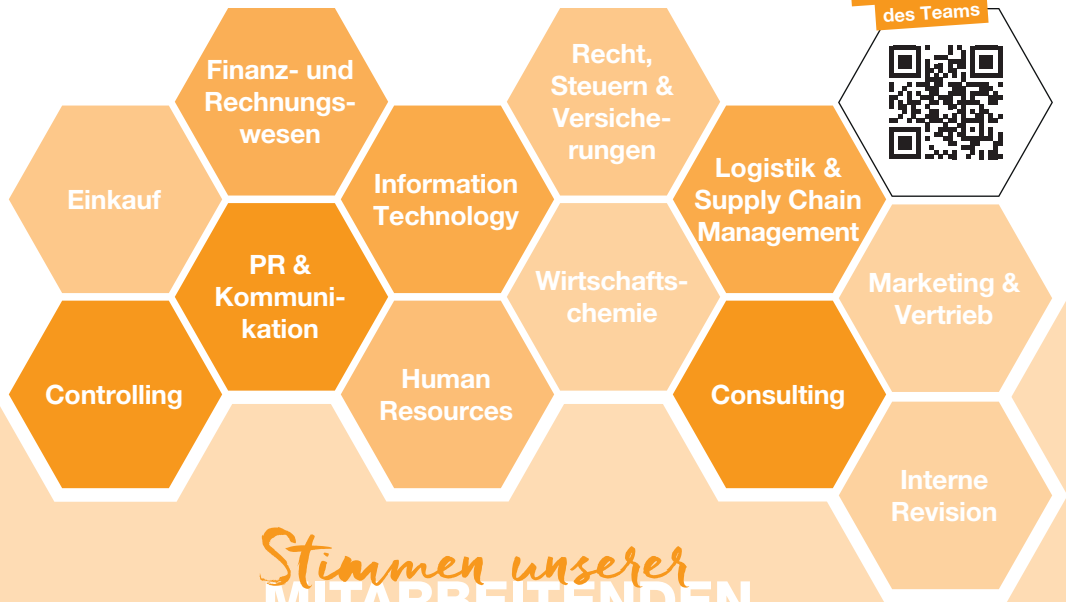 des Teams
Finanz- und
Rechnungs-
wesen
Recht,
Steuern &
Versiche-
rungen
Einkauf
Information
Technology
Logistik &
Supply Chain
Management
PR &
Kommuni-
kation
Wirtschafts-
chemie
Marketing &
Vertrieb
Controlling
Human
Resources
Consulting
Interne
Revision
Stimmen unserer
MITARBEITENDEN